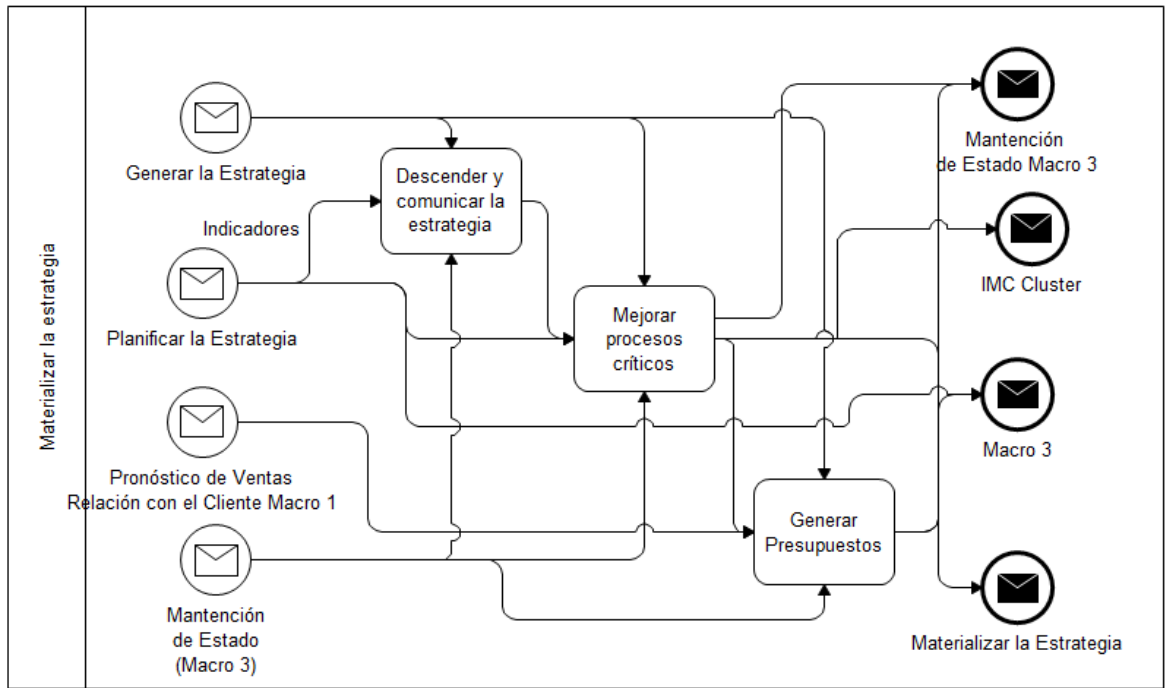 Materializar la estrategia
Generar la Estrategia
Indicadores
Planificar la Estrategia
Pronóstico de Ventas
Relación con el Cliente Macro 1
Mantención
de Estado
(Macro 3)
Descender y
comunicar la
estrategia
Mejorar
procesos
críticos
Generar
Presupuestos
Mantención
de Estado Macro 3
IMC Cluster
Macro 3
Materializar la Estrategia